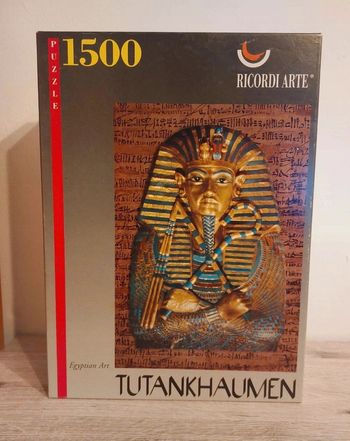 PUZZLE
1500
RICORDI ARTE®
Egyptian Art
TUTANKHAUMEN